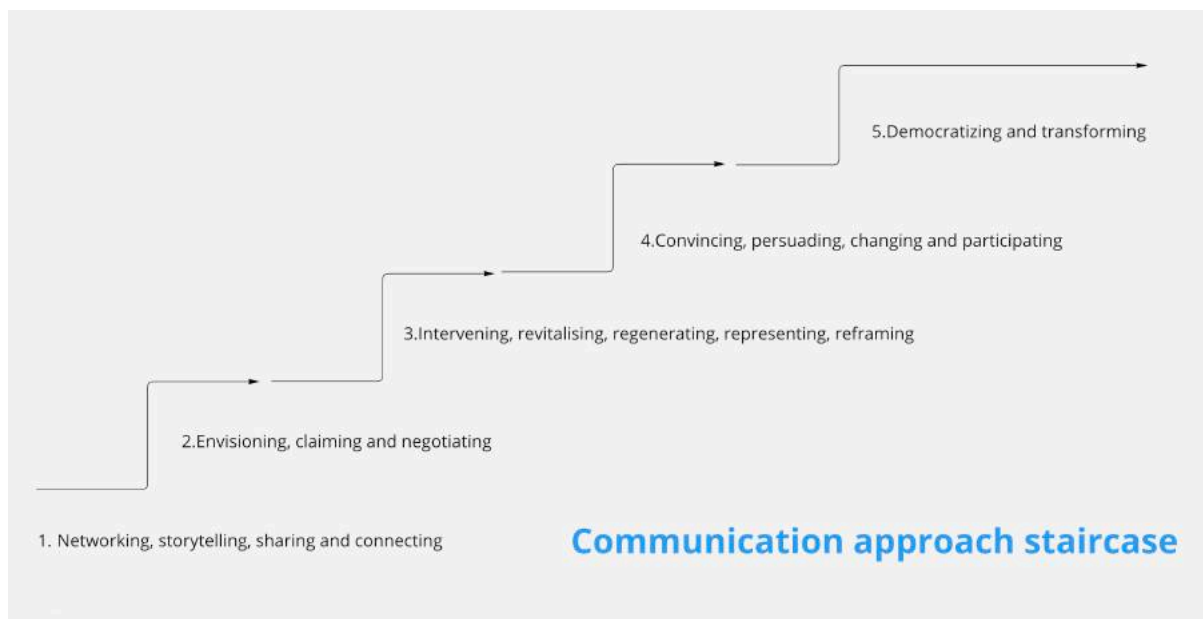 5.Democratizing and transforming
4.Convincing, persuading, changing and participating
3.Intervening, revitalising, regenerating, representing, reframing
2.Envisioning, claiming and negotiating
1. Networking, storytelling, sharing and connecting
Communication approach staircase